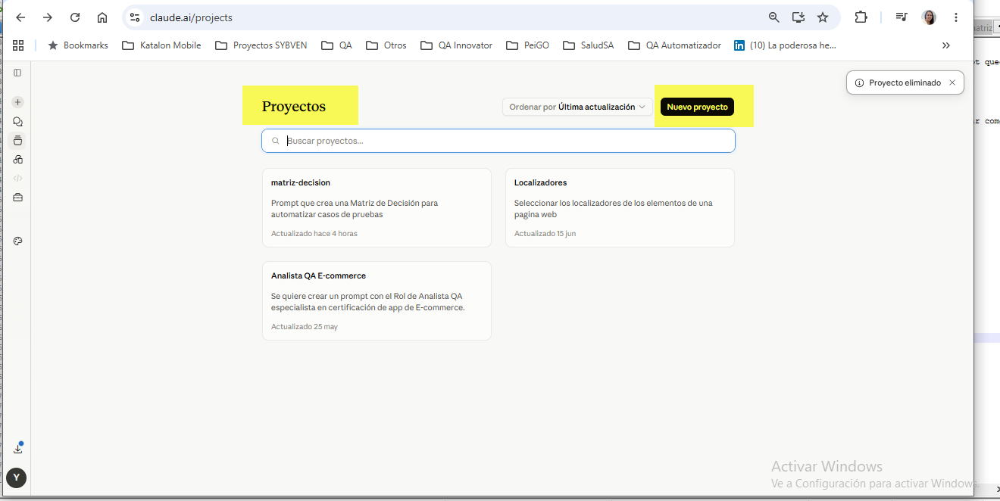 claude.ai/projects
Bookmarks Katalon Mobile Proyectos SYBVEN QA Otros QA Innovator PeiGO SaludSA QA Automatizador (10) La poderosa he...
Proyecto eliminado
Proyectos
Ordenar por Última actualización
Nuevo proyecto
Buscar proyectos...
matriz-decision
Prompt que crea una Matriz de Decisión para
automatizar casos de pruebas
Actualizado hace 4 horas
Localizadores
Seleccionar los localizadores de los elementos de una
pagina web
Actualizado 15 jun
Analista QA E-commerce
Se quiere crear un prompt con el Rol de Analista QA
especialista en certificación de app de E-commerce.
Actualizado 25 may
Y
Activar Windows
Ve a Configuración para activar Windows.